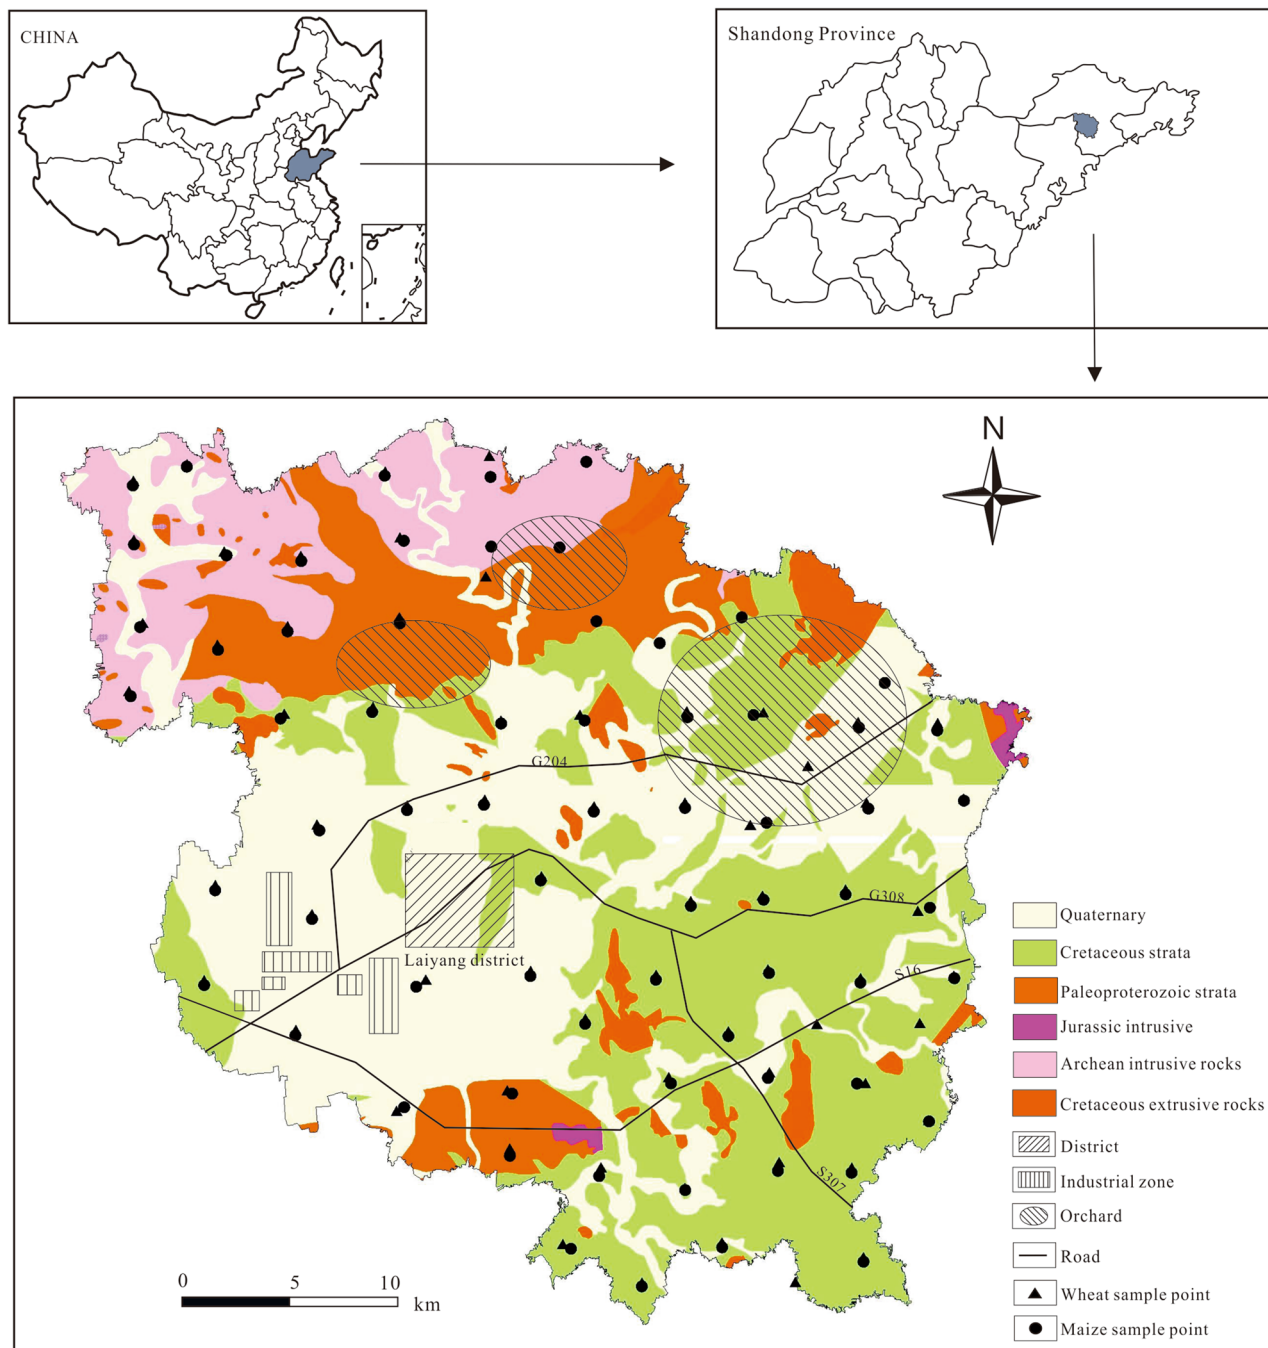 CHINA
Shandong Province
N
G204
G308
Laiyang district
S16
S307
0 5 10
km
Quaternary
Cretaceous strata
Paleoproterozoic strata
Jurassic intrusive
Archean intrusive rocks
Cretaceous extrusive rocks
District
Industrial zone
Orchard
Road
Wheat sample point
Maize sample point